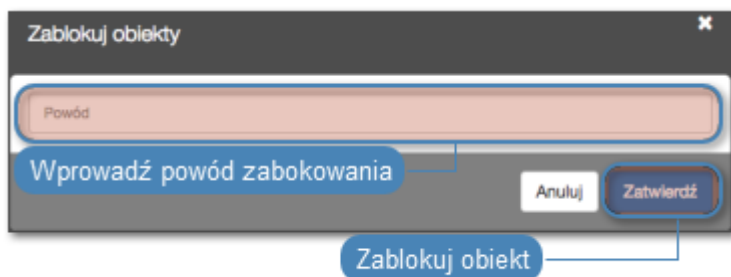 Zablokuj obiekty
Powód
Wprowadź powód zabokowania
Anuluj Zatwierdź
Zablokuj obiekt